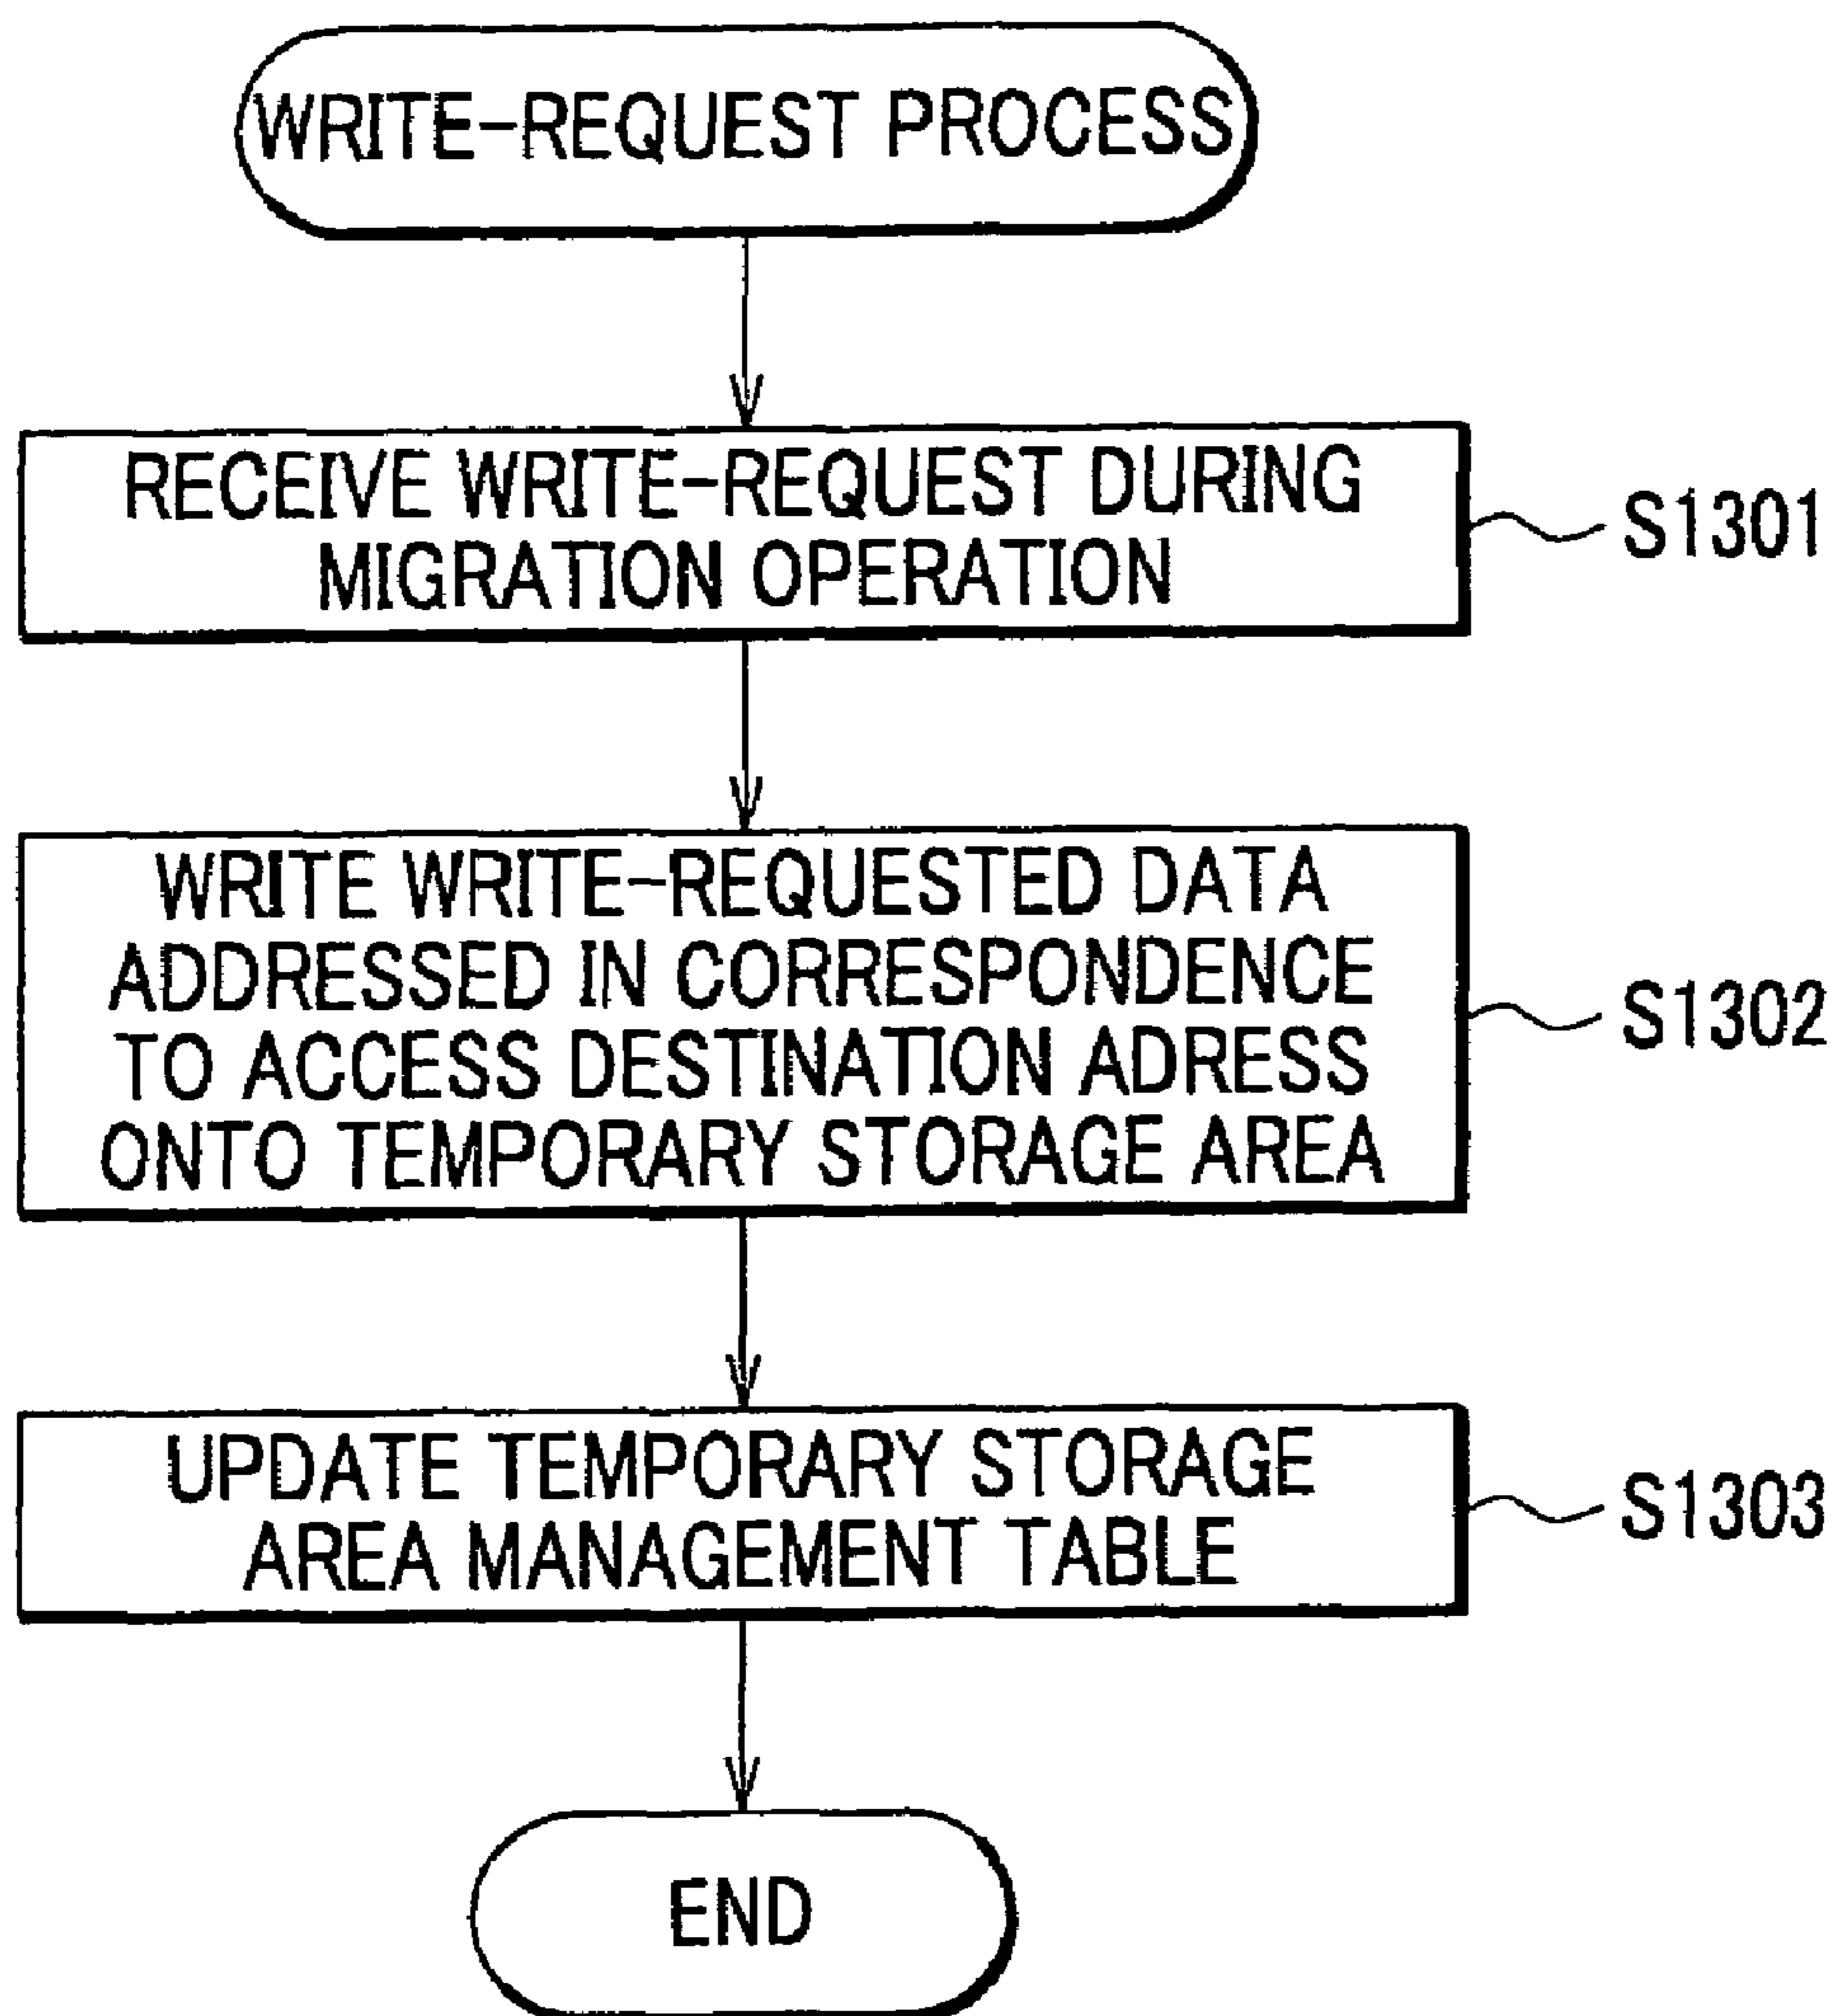 WRITE-REQUEST PROCESS
RECEIVE WRITE-REQUEST DURING
MIGRATION OPERATION
S1301
WRITE WRITE-REQUESTED DATA
ADDRESSED IN CORRESPONDENCE
TO ACCESS DESTINATION ADRESS
ONTO TEMPORARY STORAGE AREA
S1302
UPDATE TEMPORARY STORAGE
AREA MANAGEMENT TABLE
S1303
END